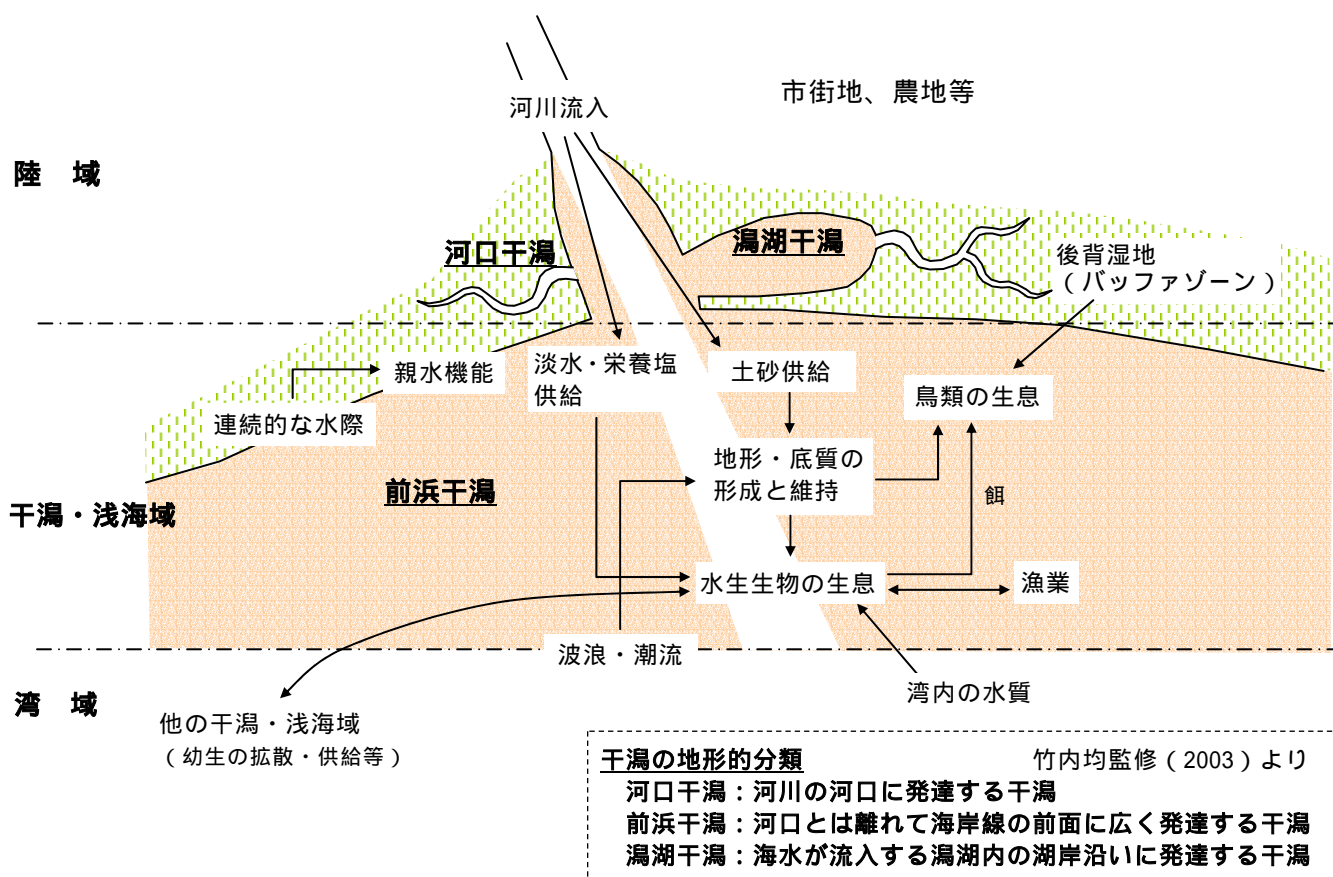 河川流入
市街地、農地等
陸　域
河口干潟
潟湖干潟
後背湿地
（バッファゾーン）
親水機能
淡水・栄養塩
供給
土砂供給
鳥類の生息
連続的な水際
地形・底質の
形成と維持
前浜干潟
餌
干潟・浅海域
水生生物の生息
漁業
波浪・潮流
湾内の水質
湾　域
他の干潟・浅海域
（幼生の拡散・供給等）
干潟の地形的分類　竹内均監修（2003）より
河口干潟：河川の河口に発達する干潟
前浜干潟：河口とは離れて海岸線の前面に広く発達する干潟
潟湖干潟：海水が流入する潟湖内の湖岸沿いに発達する干潟